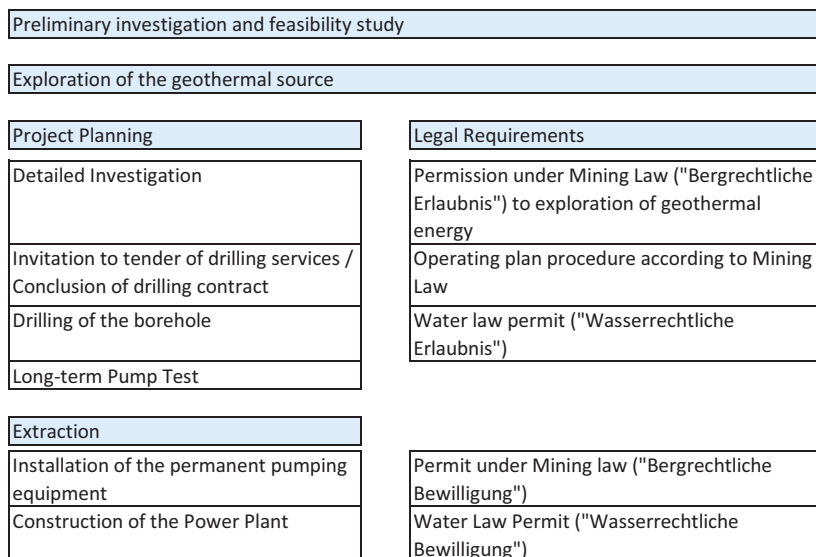 Preliminary investigation and feasibility study
Exploration of the geothermal source
Project Planning
Legal Requirements
Detailed Investigation
Permission under Mining Law ("Bergrechtliche
Erlaubnis") to exploration of geothermal
energy
Invitation to tender of drilling services /
Conclusion of drilling contract
Operating plan procedure according to Mining
Law
Drilling of the borehole
Water law permit ("Wasserrechtliche
Erlaubnis")
Long-term Pump Test
Extraction
Installation of the permanent pumping
equipment
Permit under Mining law ("Bergrechtliche
Bewilligung")
Construction of the Power Plant
Water Law Permit ("Wasserrechtliche
Bewilligung")